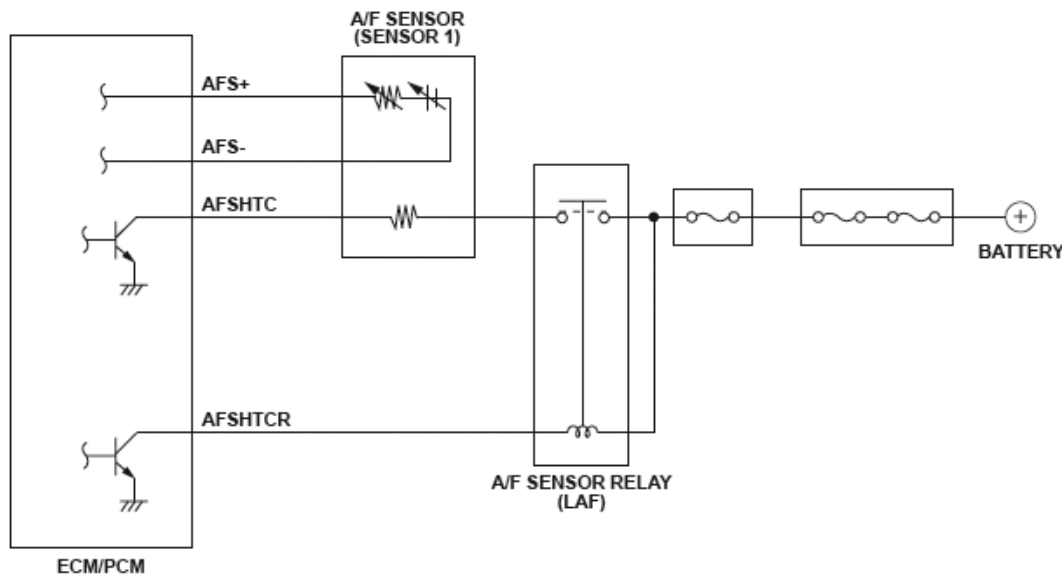 A/F SENSOR
(SENSOR 1)
AFS+
AFS-
AFSHTC
BATTERY
AFSHTCR
A/F SENSOR RELAY
(LAF)
ECM/PCM